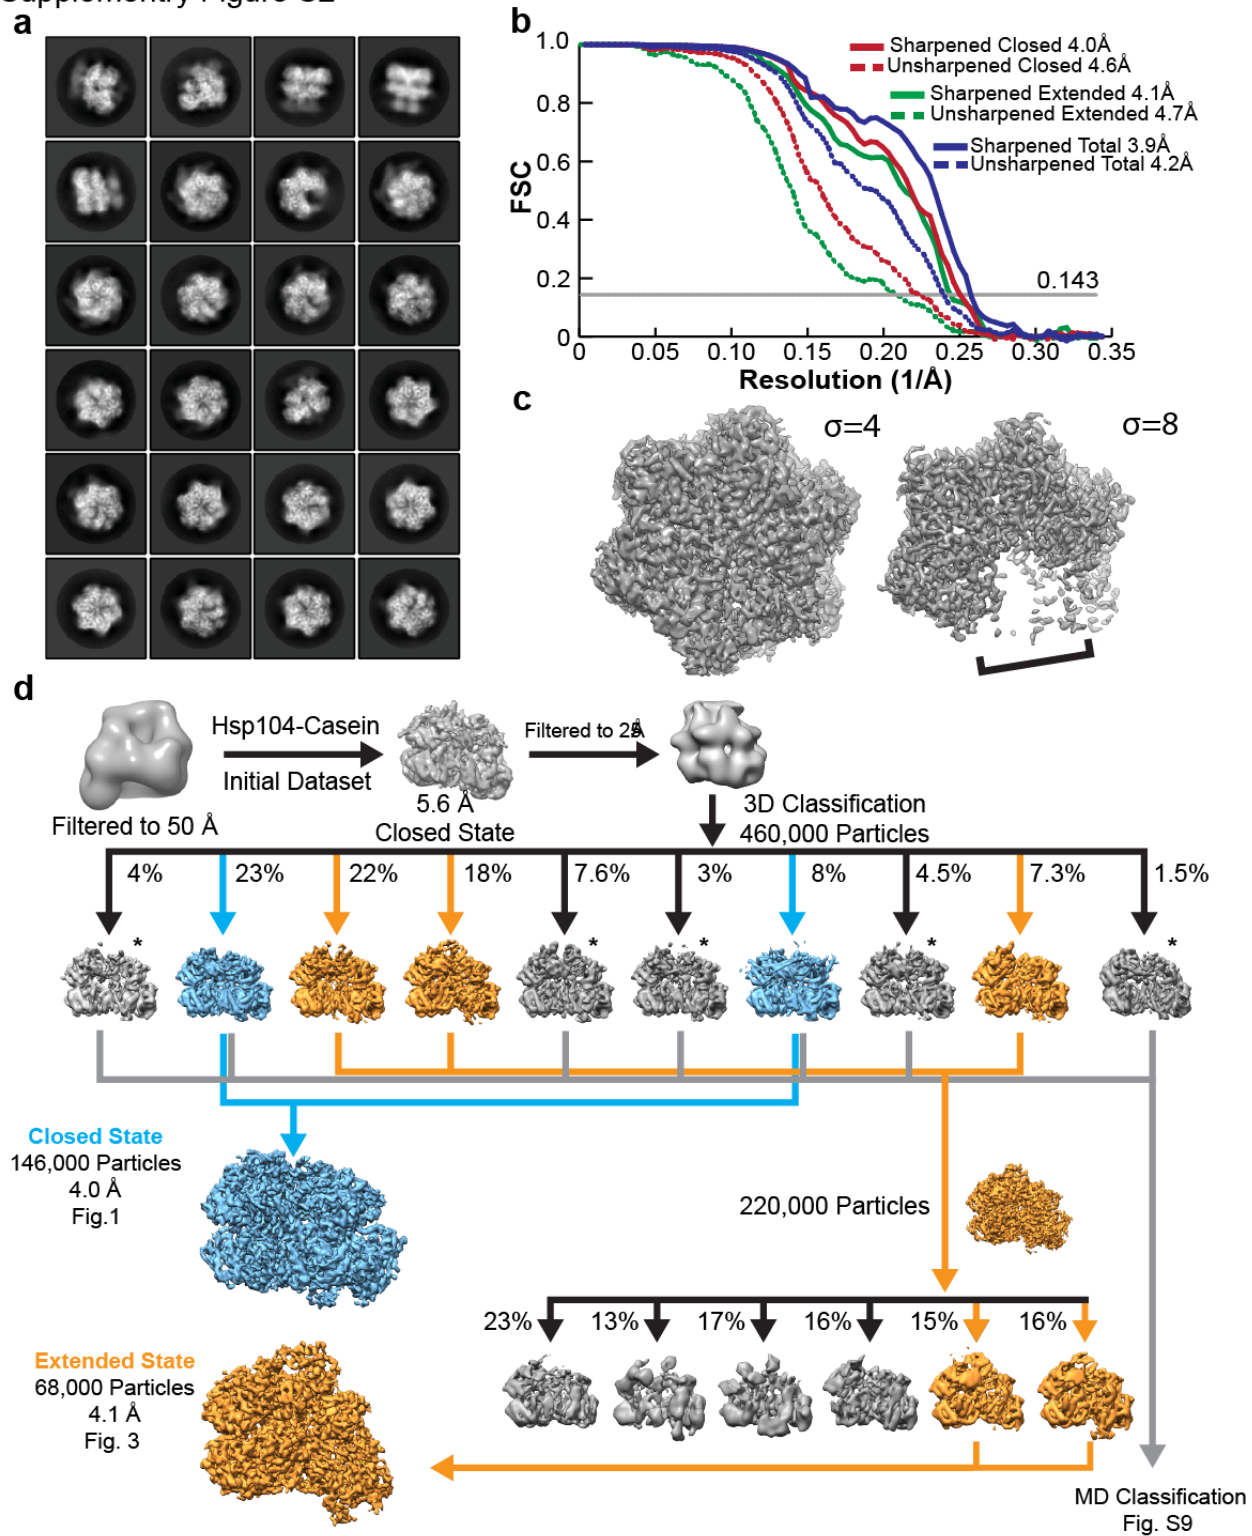 a
b
1.0
0.8
0.6
0.4
0.2
0
FSC
Sharpened Closed 4.0Å
Unsharpened Closed 4.6Å
Sharpened Extended 4.1Å
Unsharpened Extended 4.7Å
Sharpened Total 3.9Å
Unsharpened Total 4.2Å
0.143
0 0.05 0.10 0.15 0.20 0.25 0.30 0.35
Resolution (1/Å)
c
σ=4
σ=8
d
Filtered to 50 Å
Hsp104-Casein
Initial Dataset
5.6 Å
Closed State
Filtered to
3D Classification
460,000 Particles
4% 23% 22% 18% 7.6% 3% 8% 4.5% 7.3% 1.5%
* * * * *
Closed State
146,000 Particles
4.0 Å
Fig.1
220,000 Particles
23% 13% 17% 16% 15% 16%
Extended State
68,000 Particles
4.1 Å
Fig. 3
MD Classification
Fig. S9